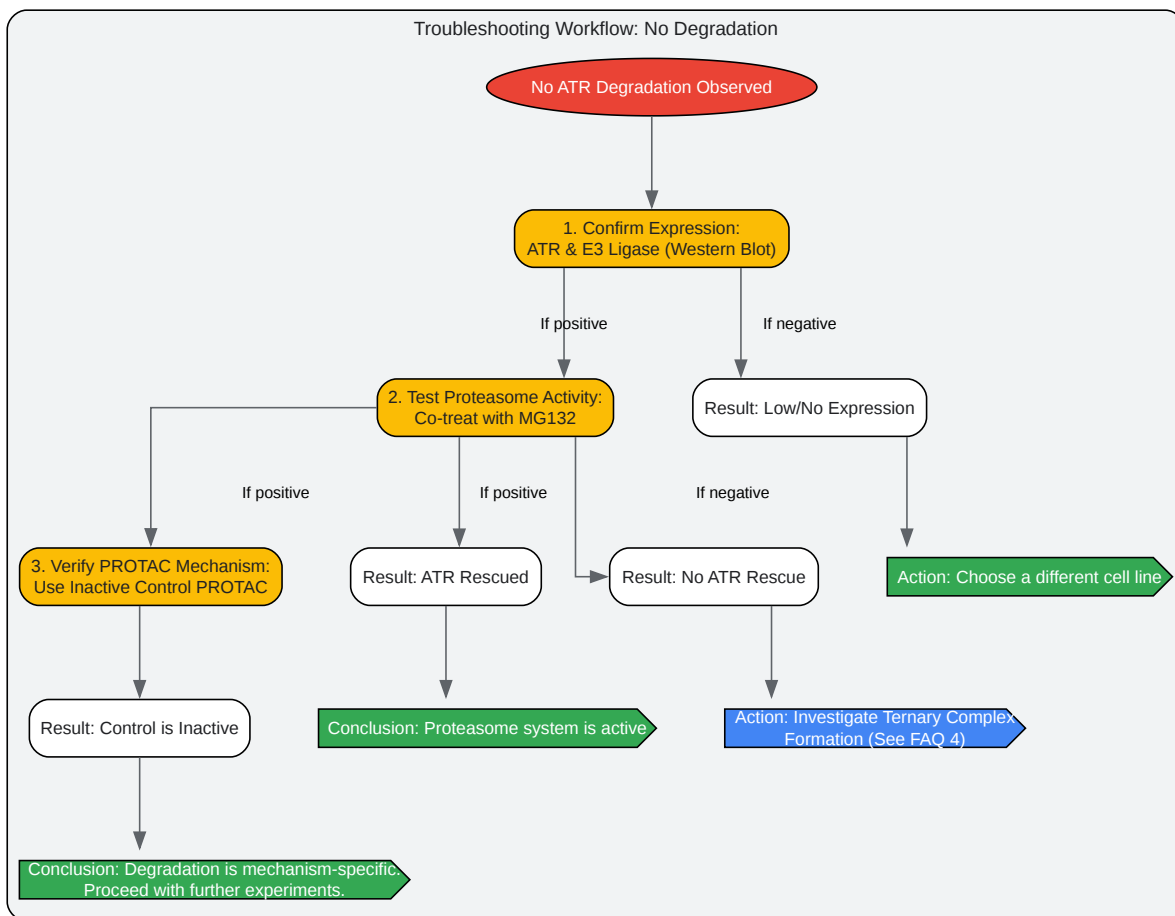 Troubleshooting Workflow: No Degradation
No ATR Degradation Observed
1. Confirm Expression:
ATR & E3 Ligase (Western Blot)
If positive
If negative
2. Test Proteasome Activity:
Co-treat with MG132
Result: Low/No Expression
If positive
If positive
If negative
3. Verify PROTAC Mechanism:
Use Inactive Control PROTAC
Result: ATR Rescued
Result: No ATR Rescue
Action: Choose a different cell line
Result: Control is Inactive
Conclusion: Proteasome system is active
Action: Investigate Ternary Complex
Formation (See FAQ 4)
Conclusion: Degradation is mechanism-specific.
Proceed with further experiments.